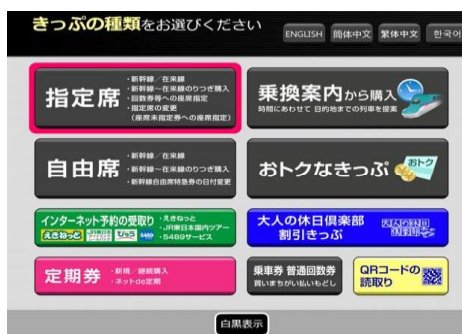 きっぷの種類をお選びください
ENGLISH
简体中文
繁体中文
한국어
指定席
・新幹線／在来線
・新幹線～在来線のりつぎ購入
・回数券等への座席指定
・指定席の変更
（座席未指定券への座席指定）
乗換案内から購入
時間にあわせて 目的地までの列車を提案
自由席
・新幹線／在来線
・新幹線～在来線のりつぎ購入
・新幹線自由席特急券の日付変更
おトクなきっぷ
おトク
インターネット予約の受取り
・えきねっと
・JR東日本国内ツアー
・5489サービス
えきねっと
びゅう
5489
大人の休日倶楽部
割引きっぷ
定期券
・新規／継続購入
・ネットde定期
乗車券 普通回数券
買いまちがい払いもどし
QRコードの
読取り
白黒表示